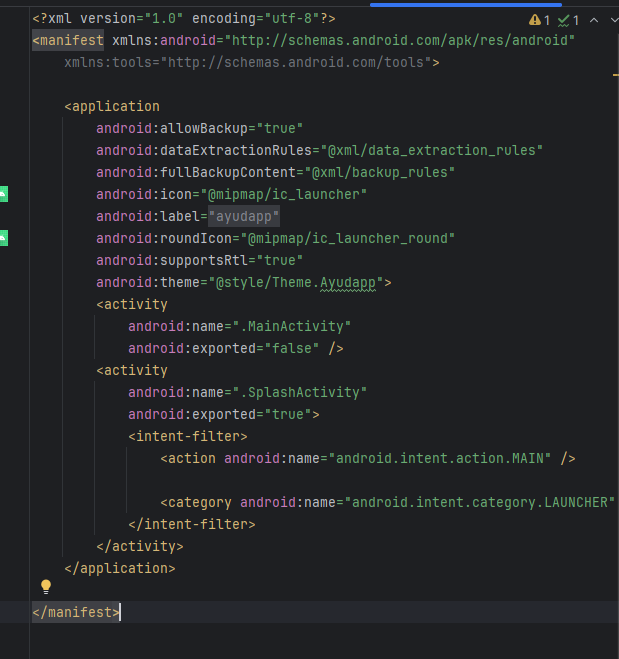 <?xml version="1.0" encoding="utf-8"?>
1 1
<manifest xmlns:android="http://schemas.android.com/apk/res/android"
xmlns:tools="http://schemas.android.com/tools">
<application
android:allowBackup="true"
android:dataExtractionRules="@xml/data_extraction_rules"
android:fullBackupContent="@xml/backup_rules"
android:icon="@mipmap/ic_launcher"
android:label="ayudapp"
android:roundIcon="@mipmap/ic_launcher_round"
android:supportsRtl="true"
android:theme="@style/Theme.Ayudapp">
<activity
android:name=".MainActivity"
android:exported="false" />
<activity
android:name=".SplashActivity"
android:exported="true">
<intent-filter>
<action android:name="android.intent.action.MAIN" />
<category android:name="android.intent.category.LAUNCHER"
</intent-filter>
</activity>
</application>
</manifest>